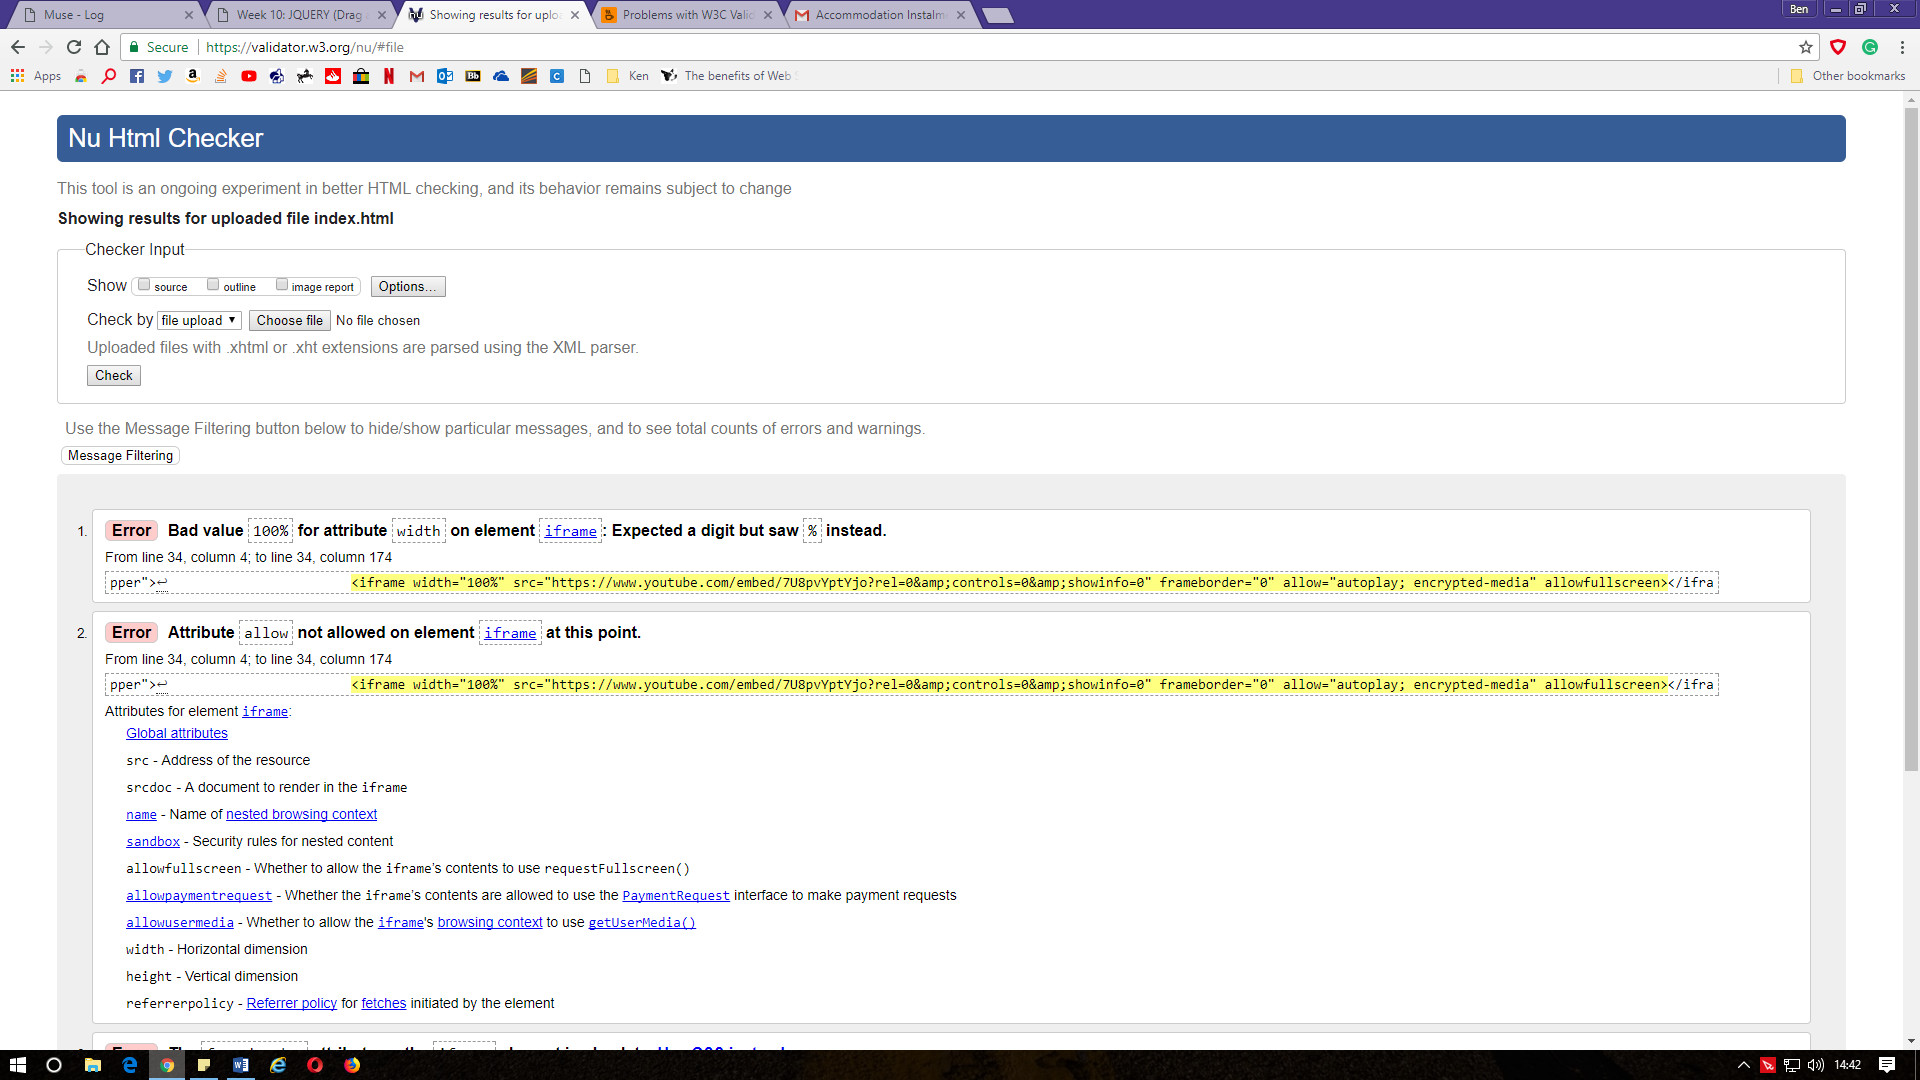 Muse - Log
Week 10: JQUERY (Drag a
Showing results for uplo
Problems with W3C Valid
Accommodation Instalm
Ben
Secure
https://validator.w3.org/nu/#file
Apps
Ken
The benefits of Web
Other bookmarks
Nu Html Checker
This tool is an ongoing experiment in better HTML checking, and its behavior remains subject to change
Showing results for uploaded file index.html
Checker Input
Show source outline image report Options...
Check by file upload Choose file No file chosen
Uploaded files with .xhtml or .xht extensions are parsed using the XML parser.
Check
Use the Message Filtering button below to hide/show particular messages, and to see total counts of errors and warnings.
Message Filtering
1. Error Bad value 100% for attribute width on element iframe: Expected a digit but saw % instead.
From line 34, column 4; to line 34, column 174
pper">↩ <iframe width="100%" src="https://www.youtube.com/embed/7U8pvYptYjo?rel=0&amp;controls=0&amp;showinfo=0" frameborder="0" allow="autoplay; encrypted-media" allowfullscreen></ifra
2. Error Attribute allow not allowed on element iframe at this point.
From line 34, column 4; to line 34, column 174
pper">↩ <iframe width="100%" src="https://www.youtube.com/embed/7U8pvYptYjo?rel=0&amp;controls=0&amp;showinfo=0" frameborder="0" allow="autoplay; encrypted-media" allowfullscreen></ifra
Attributes for element iframe:
Global attributes
src - Address of the resource
srcdoc - A document to render in the iframe
name - Name of nested browsing context
sandbox - Security rules for nested content
allowfullscreen - Whether to allow the iframe's contents to use requestFullscreen()
allowpaymentrequest - Whether the iframe's contents are allowed to use the PaymentRequest interface to make payment requests
allowusermedia - Whether to allow the iframe's browsing context to use getUserMedia()
width - Horizontal dimension
height - Vertical dimension
referrerpolicy - Referrer policy for fetches initiated by the element
14:42